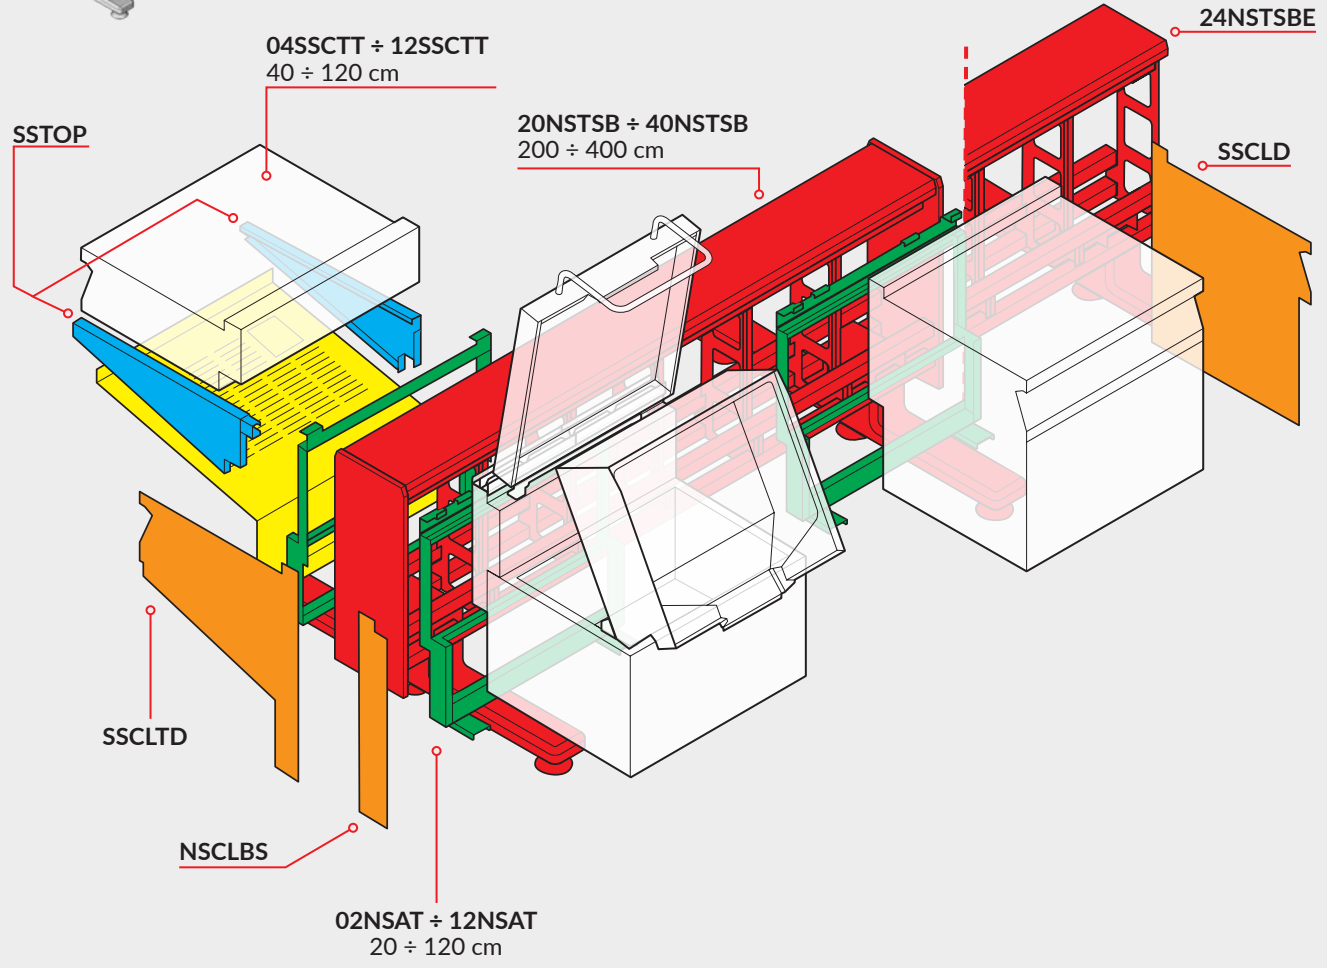 24NSTSBE
04SSCTT ÷ 12SSCTT
40 ÷ 120 cm
SSTOP
20NSTSB ÷ 40NSTSB
200 ÷ 400 cm
SSCLD
SSCLTD
NSCLBS
02NSAT ÷ 12NSAT
20 ÷ 120 cm